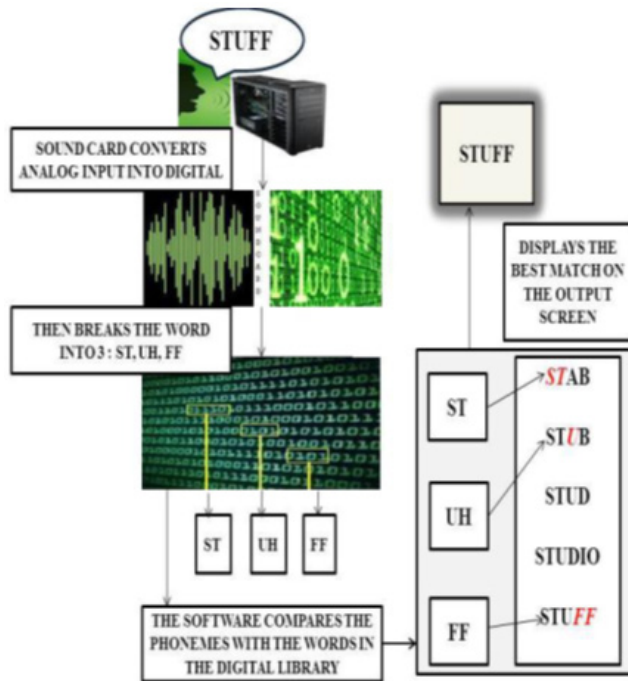 STUFF
SOUND CARD CONVERTS
ANALOG INPUT INTO DIGITAL
SOUNDCARD
THEN BREAKS THE WORD
INTO 3 : ST, UH, FF
ST
UH
FF
THE SOFTWARE COMPARES THE
PHONEMES WITH THE WORDS IN
THE DIGITAL LIBRARY
ST
UH
FF
STAB
STUB
STUD
STUDIO
STUFF
DISPLAYS THE
BEST MATCH ON
THE OUTPUT
SCREEN
STUFF